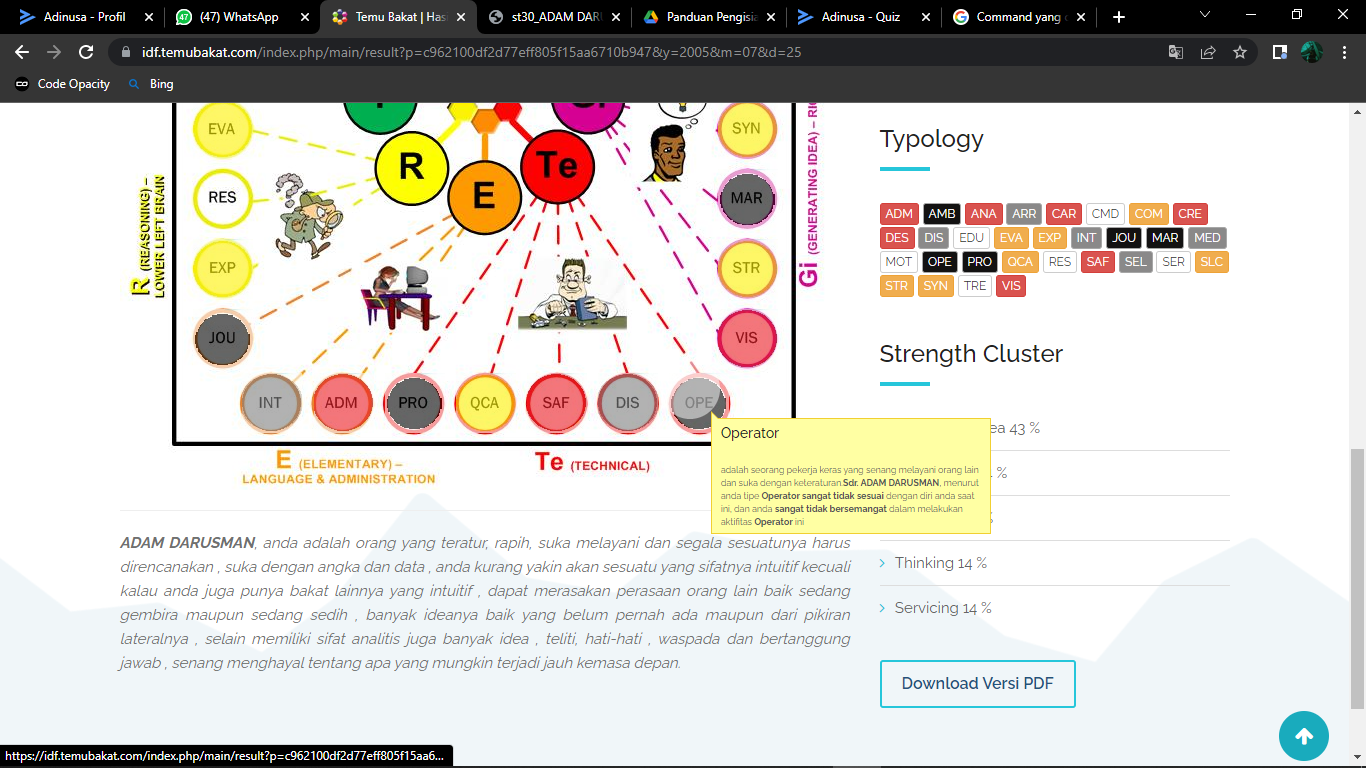 Adinusa - Profil
(47) WhatsApp
Temu Bakat | Has
st30_ADAM DAR
Panduan Pengisia
Adinusa - Quiz
Command yang
idf.temubakat.com/index.php/main/result?p=c962100df2d77eff805f15aa6710b947&y=2005&m=07&d=25
Code Opacity
Bing
R (REASONING) –
LOWER LEFT BRAIN
EVA
RES
EXP
JOU
R
E
Te
SYN
MAR
STR
VIS
Gi (GENERATING IDEA) –
INT
ADM
PRO
QCA
SAF
DIS
OPE
E (ELEMENTARY) –
LANGUAGE & ADMINISTRATION
Te (TECHNICAL)
Operator
adalah seorang pekerja keras yang senang melayani orang lain
dan suka dengan keteraturan.Sdr. ADAM DARUSMAN, menurut
anda tipe Operator sangat tidak sesuai dengan diri anda saat
ini, dan anda sangat tidak bersemangat dalam melakukan
aktifitas Operator ini
ADAM DARUSMAN, anda adalah orang yang teratur, rapih, suka melayani dan segala sesuatunya harus
direncanakan , suka dengan angka dan data , anda kurang yakin akan sesuatu yang sifatnya intuitif kecuali
kalau anda juga punya bakat lainnya yang intuitif , dapat merasakan perasaan orang lain baik sedang
gembira maupun sedang sedih , banyak ideanya baik yang belum pernah ada maupun dari pikiran
lateralnya , selain memiliki sifat analitis juga banyak idea , teliti, hati-hati , waspada dan bertanggung
jawab , senang menghayal tentang apa yang mungkin terjadi jauh kemasa depan.
Typology
ADM AMB ANA ARR CAR CMD COM CRE
DES DIS EDU EVA EXP INT JOU MAR MED
MOT OPE PRO QCA RES SAF SEL SER SLC
STR SYN TRE VIS
Strength Cluster
ea 43 %
%
Thinking 14 %
Servicing 14 %
Download Versi PDF
https://idf.temubakat.com/index.php/main/result?p=c962100df2d77eff805f15aa6...